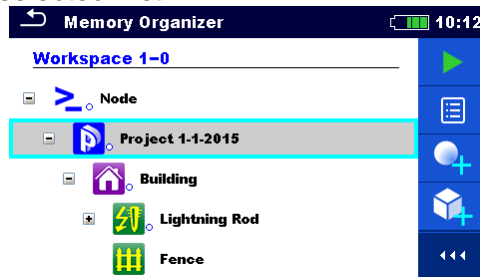 Memory Organizer
10:12
Workspace 1-0
Node
Project 1-1-2015
Building
Lightning Rod
Fence